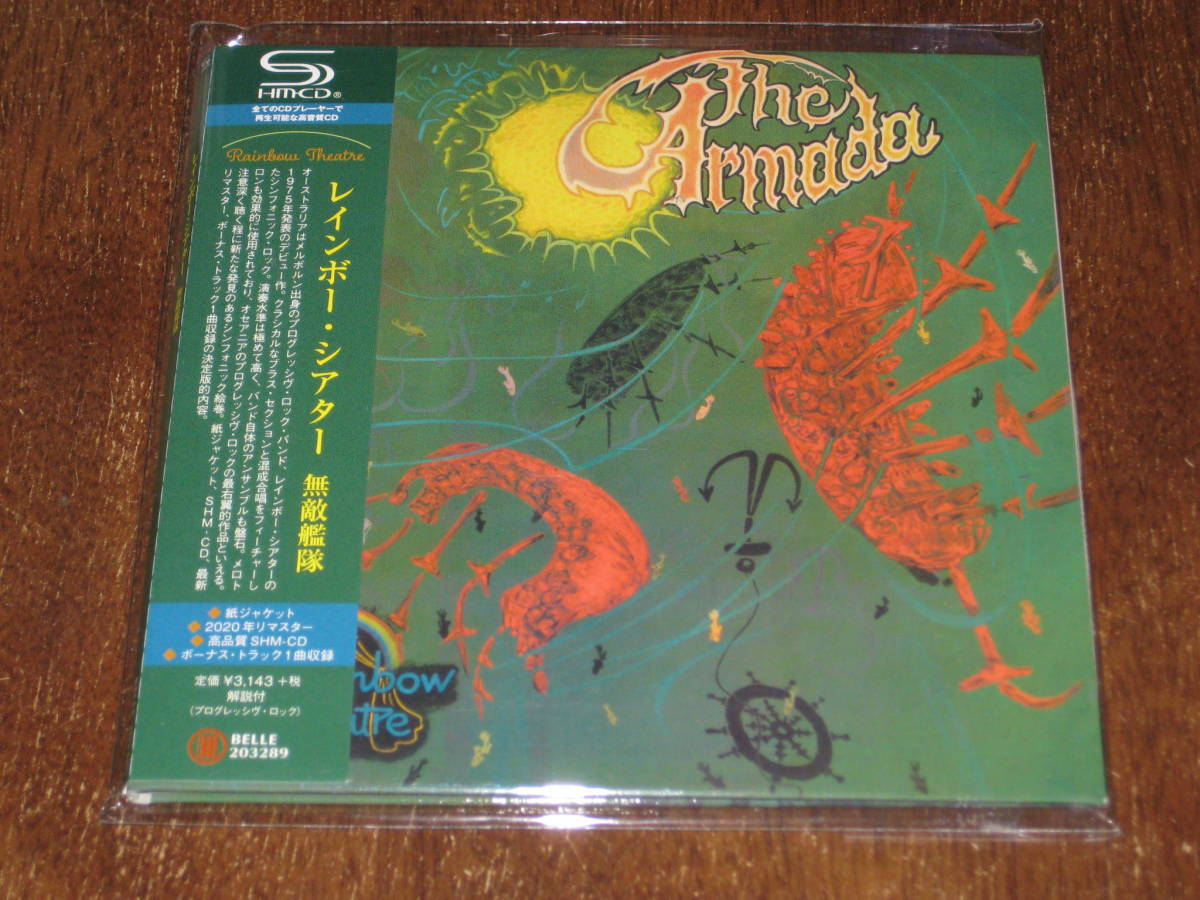 SHM-CD®
全てのCDプレーヤーで
再生可能な高音質CD
Rainbow Theatre
レインボー・シアター 無敵艦隊
オーストラリアはメルボルン出身のプログレッシヴ・ロック・バンド、レインボー・シアターの
1975年発表のデビュー作。クラシカルなブラス・セクションと混成合唱をフィーチャーし
たシンフォニック・ロック。演奏水準は極めて高く、バンド自体のアンサンブルも盤石。メロト
ロンも効果的に使用されており、オセアニアのプログレッシヴ・ロックの最右翼的作品といえる。
注意深く聴く程に新たな発見のあるシンフォニック絵巻。紙ジャケット、SHM-CD、最新
リマスター、ボーナス・トラック1曲収録の決定版的内容。
◆紙ジャケット
◆2020年リマスター
◆高品質SHM-CD
◆ボーナス・トラック1曲収録
定価 ¥3,143 +税
解説付
(プログレッシヴ・ロック)
BELLE
203289
The
Armada
nbow
atre